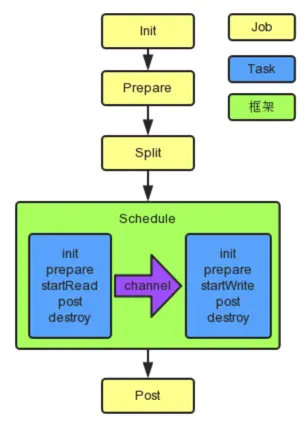 Init
Job
Task
Prepare
框架
Split
Schedule
init
prepare
startRead
post
destroy
channel
init
prepare
startWrite
post
destroy
Post